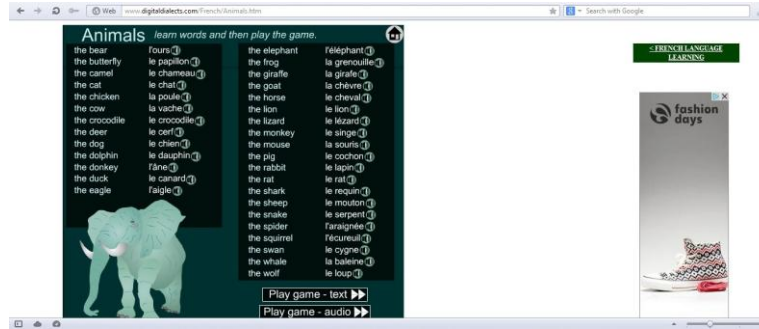 Web www.digitaldialects.com/French/Animals.htm
Search with Google
Animals learn words and then play the game.
the bear l'ours
the butterfly le papillon
the camel le chameau
the cat le chat
the chicken la poule
the cow la vache
the crocodile le crocodile
the deer le cerf
the dog le chien
the dolphin le dauphin
the donkey l'âne
the duck le canard
the eagle l'aigle
the elephant l'éléphant
the frog la grenouille
the giraffe la girafe
the goat la chèvre
the horse le cheval
the lion le lion
the lizard le lézard
the monkey le singe
the mouse la souris
the pig le cochon
the rabbit le lapin
the rat le rat
the shark le requin
the sheep le mouton
the snake le serpent
the spider l'araignée
the squirrel l'écureuil
the swan le cygne
the whale la baleine
the wolf le loup
Play game - text
Play game - audio
< FRENCH LANGUAGE
LEARNING
fashion
days